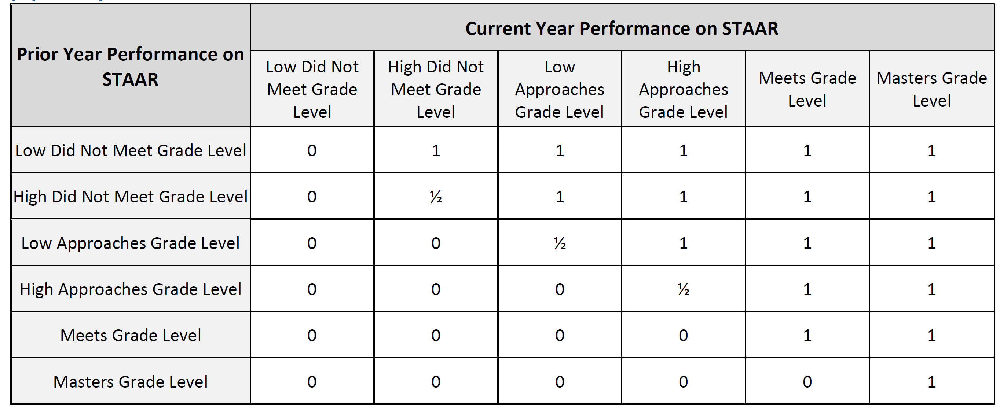 Current Year Performance on STAAR
Prior Year Performance on
STAAR
Low Did Not
Meet Grade
Level
High Did Not
Meet Grade
Level
Low
Approaches
Grade Level
High
Approaches
Grade Level
Meets Grade
Level
Masters Grade
Level
Low Did Not Meet Grade Level 0 1 1 1 1 1
High Did Not Meet Grade Level 0 ½ 1 1 1 1
Low Approaches Grade Level 0 0 ½ 1 1 1
High Approaches Grade Level 0 0 0 ½ 1 1
Meets Grade Level 0 0 0 0 1 1
Masters Grade Level 0 0 0 0 0 1